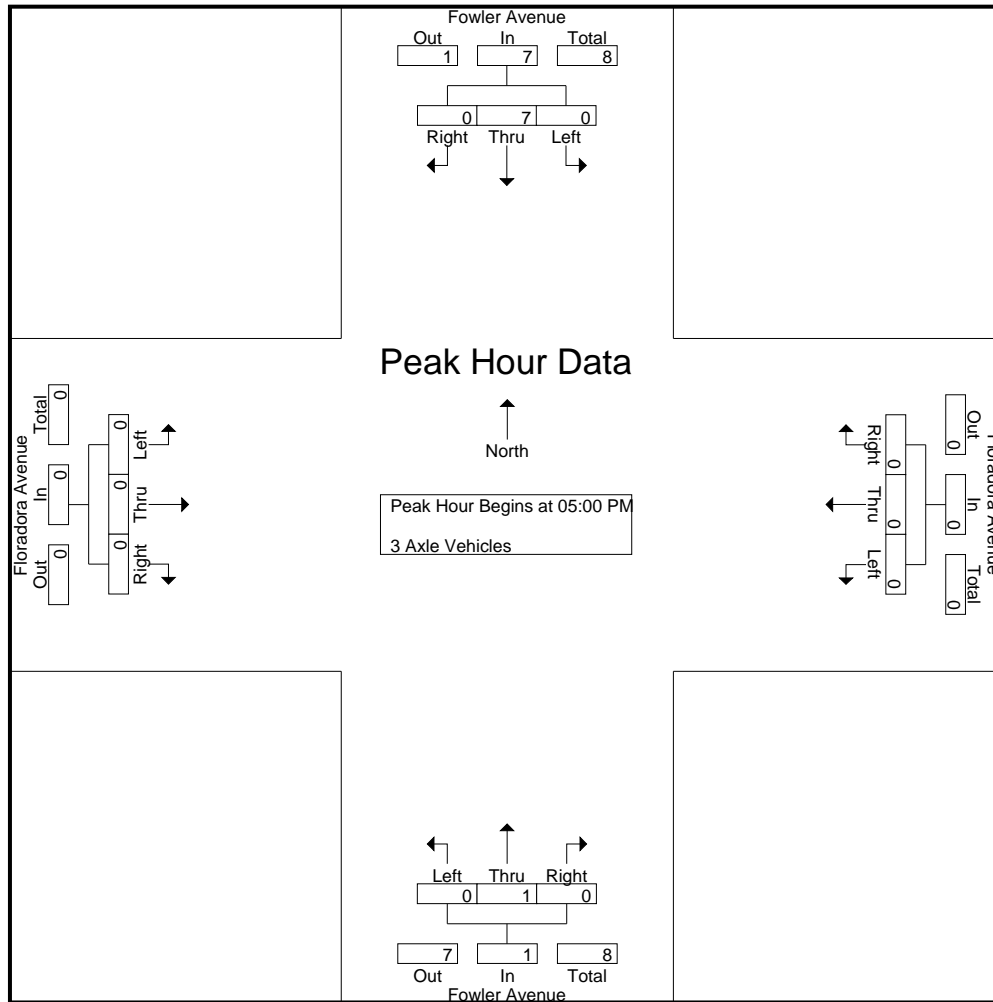 Fowler Avenue
Out In Total
1 7 8
0 7 0
Right Thru Left
Peak Hour Data
North
Peak Hour Begins at 05:00 PM
3 Axle Vehicles
Floradora Avenue
Out In Total
0 0 0
0 0 0
Right Thru Left
Floradora Avenue
Out In Total
0 0 0
0 0 0
Right Thru Left
Left Thru Right
0 1 0
7 1 8
Out In Total
Fowler Avenue